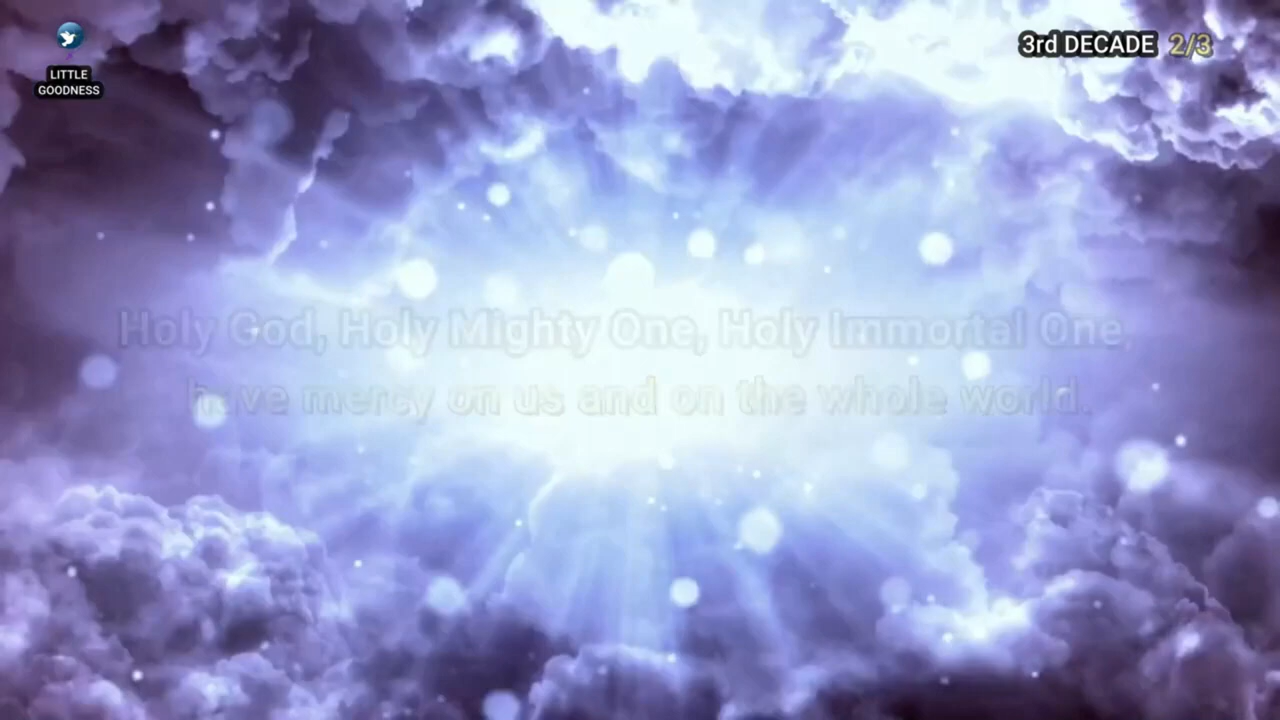 LITTLE
GOODNESS
3rd DECADE 2/3
Holy God, Holy Mighty One, Holy Immortal One,
have mercy on us and on the whole world.